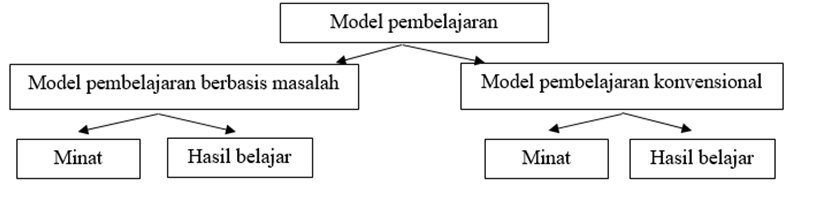 Model pembelajaran
Model pembelajaran berbasis masalah
Model pembelajaran konvensional
Minat
Hasil belajar
Minat
Hasil belajar